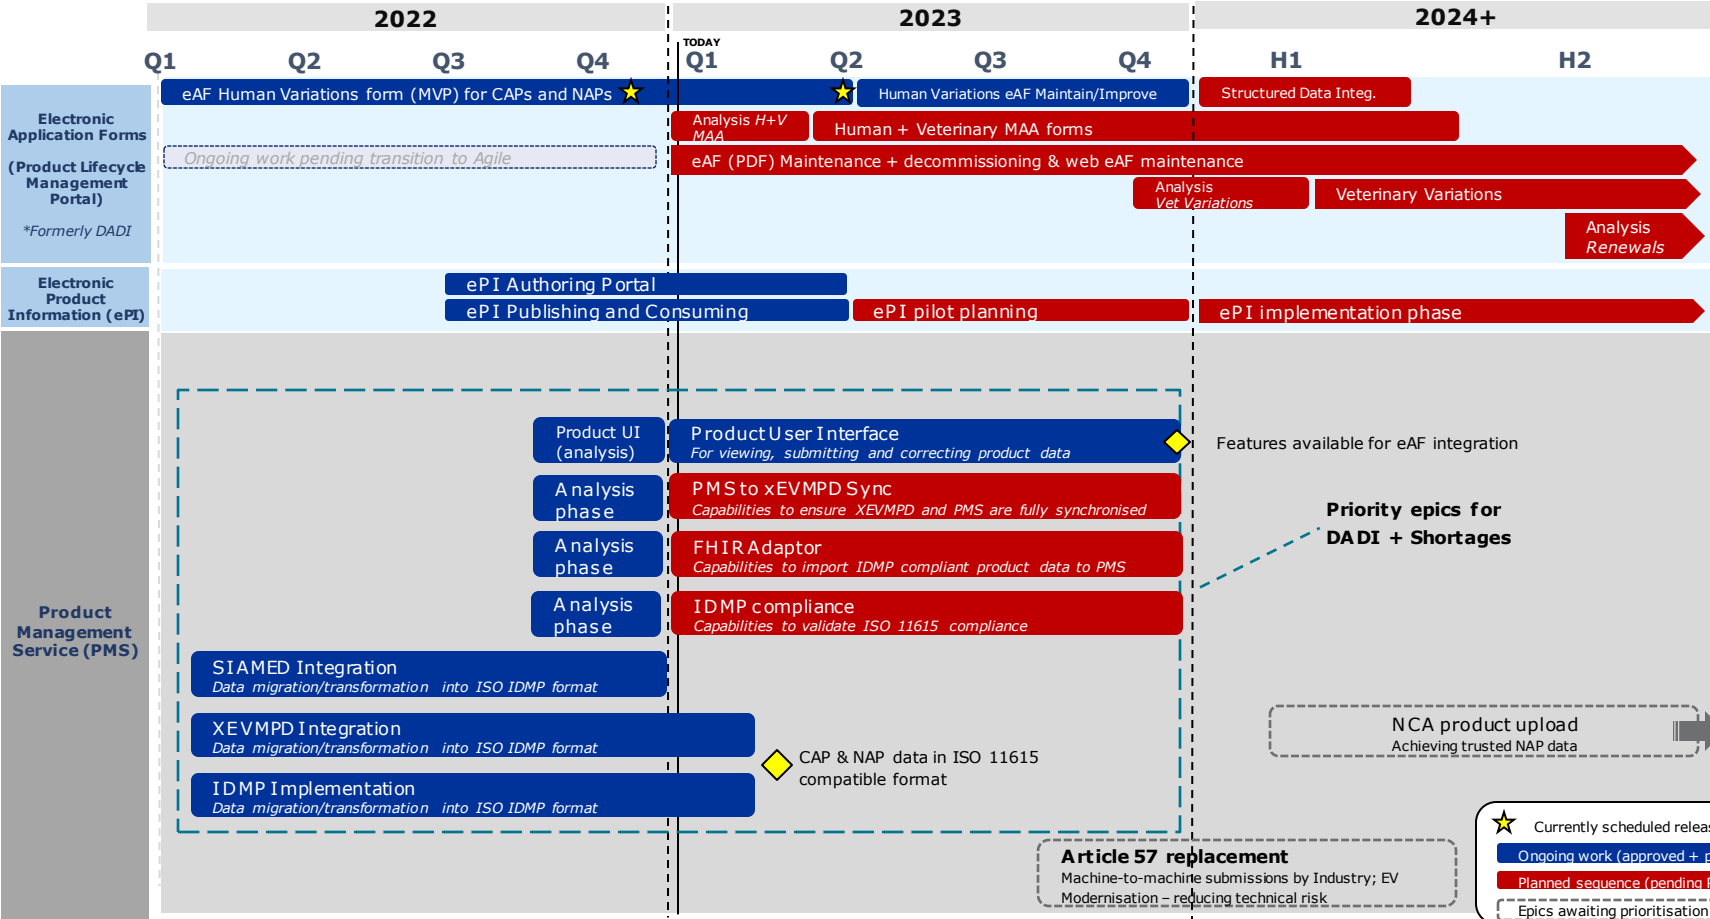 2022
2023
2024+
TODAY
Q1
Q2
Q3
Q4
Q1
Q2
Q3
Q4
H1
H2
Electronic
Application Forms
(Product Lifecycle
Management
Portal)
*Formerly DADI
eAF Human Variations form (MVP) for CAPs and NAPs
Human Variations eAF Maintain/Improve
Structured Data Integ.
Analysis H+V
MAA
Human + Veterinary MAA forms
Ongoing work pending transition to Agile
eAF (PDF) Maintenance + decommissioning & web eAF maintenance
Analysis
Vet Variations
Veterinary Variations
Analysis
Renewals
Electronic
Product
Information (ePI)
ePI Authoring Portal
ePI Publishing and Consuming
ePI pilot planning
ePI implementation phase
Product
Management
Service (PMS)
Product UI
(analysis)
Product User Interface
For viewing, submitting and correcting product data
Features available for eAF integration
Analysis
phase
PMS to xEVMPD Sync
Capabilities to ensure XEVMPD and PMS are fully synchronised
Priority epics for
DADI + Shortages
Analysis
phase
FHIR Adaptor
Capabilities to import IDMP compliant product data to PMS
Analysis
phase
IDMP compliance
Capabilities to validate ISO 11615 compliance
SIAMED Integration
Data migration/transformation into ISO IDMP format
XEVMPD Integration
Data migration/transformation into ISO IDMP format
CAP & NAP data in ISO 11615
compatible format
IDMP Implementation
Data migration/transformation into ISO IDMP format
NCA product upload
Achieving trusted NAP data
Article 57 replacement
Machine-to-machine submissions by Industry; EV
Modernisation – reducing technical risk
Currently scheduled
Ongoing work (approved +
Planned sequence (pending
Epics awaiting prioritisation